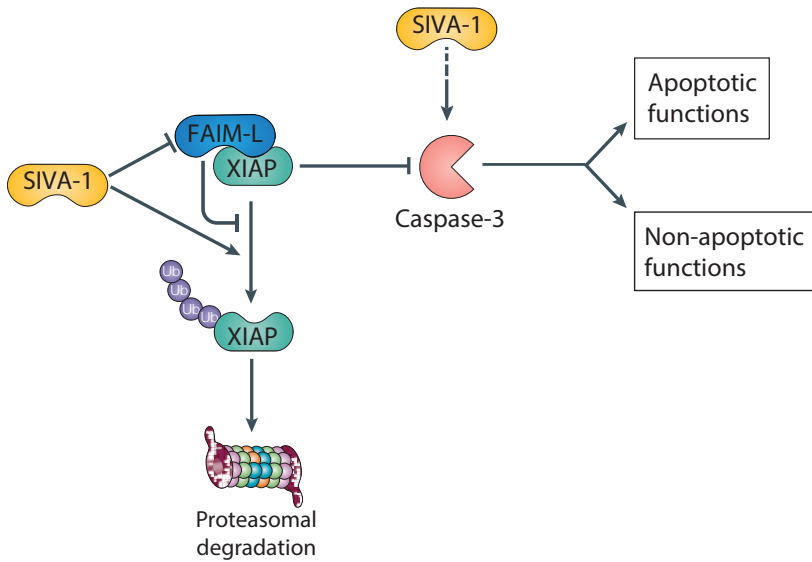 SIVA-1
Apoptotic
functions
FAIM-L
XIAP
SIVA-1
Caspase-3
Non-apoptotic
functions
Ub
Ub
Ub
Ub
XIAP
Proteasomal
degradation